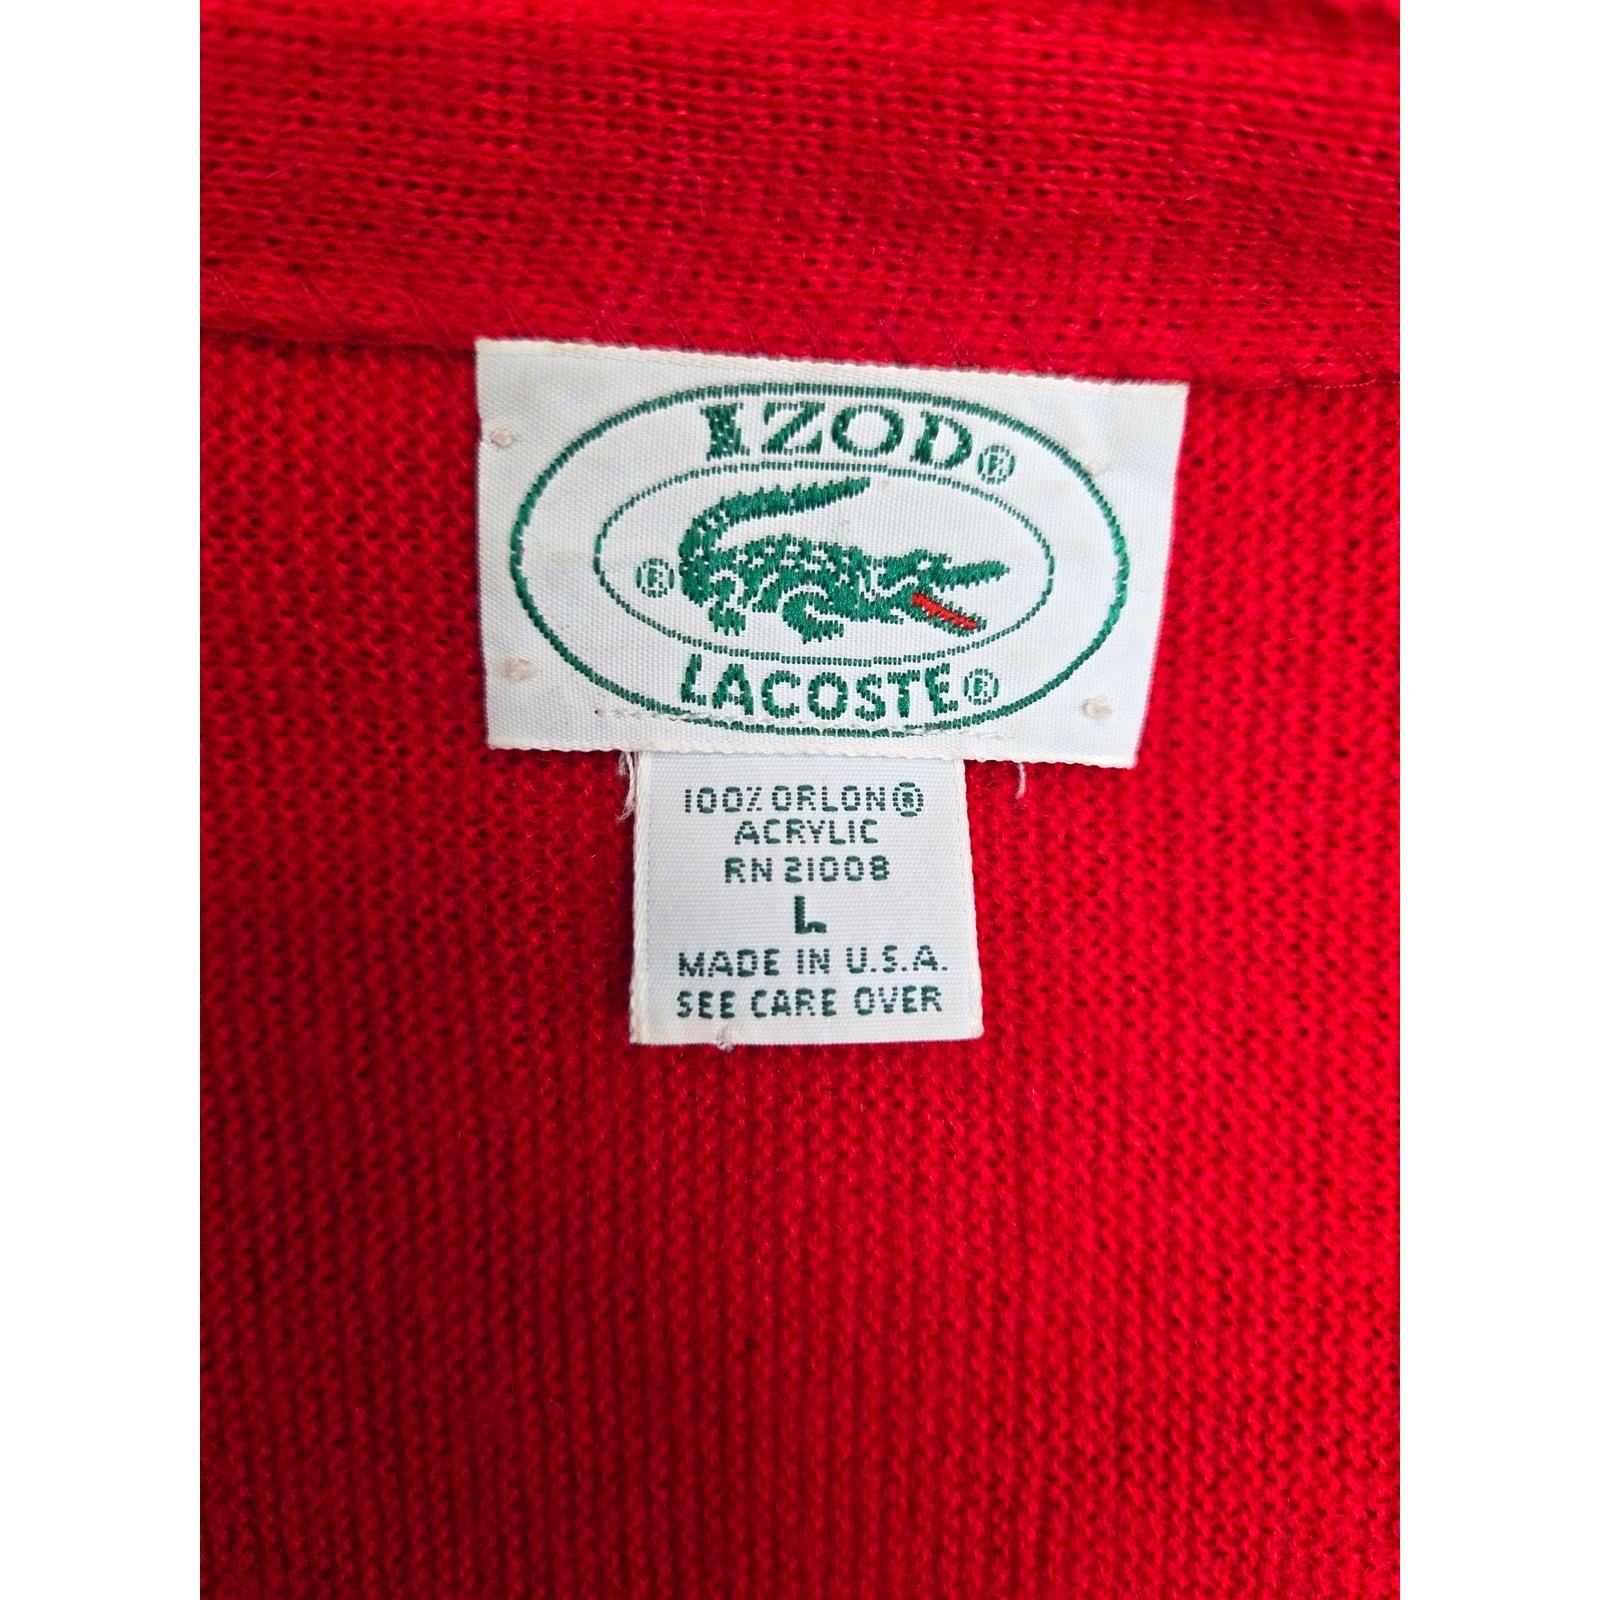 IZOD®
®
LACOSTE®
100% ORLON®
ACRYLIC
RN 21008
L
MADE IN U.S.A.
SEE CARE OVER